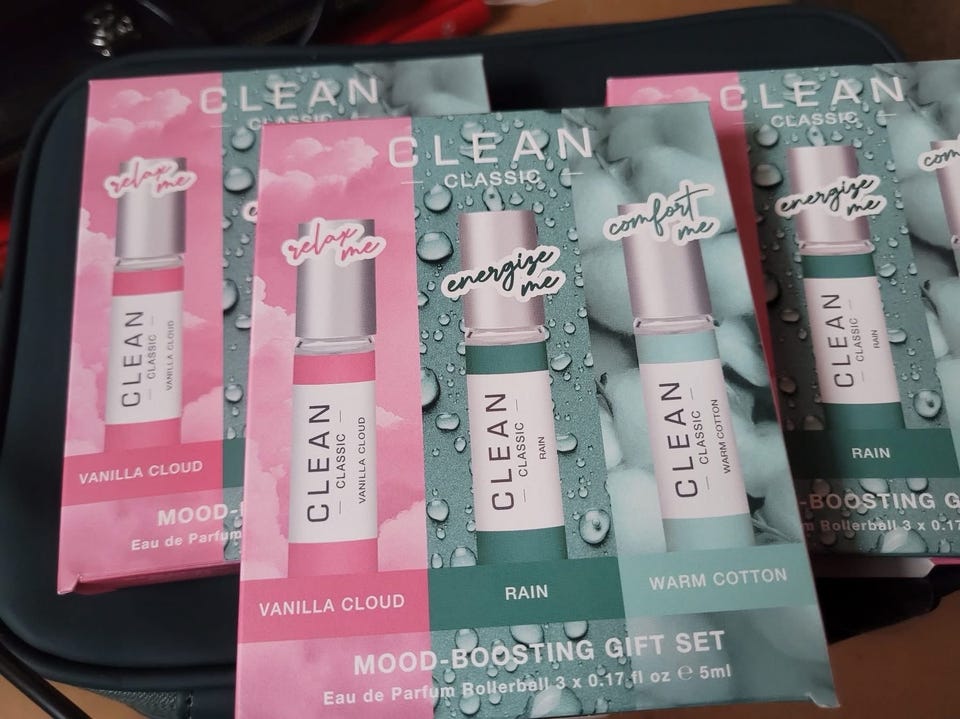 CLEAN
CLASSIC
relax me
VANILLA CLOUD
CLEAN
CLASSIC
VANILLA CLOUD
MOOD-
Eau de Parfum
CLEAN
— CLASSIC —
relax me
energize me
comfort me
CLEAN
— CLASSIC —
VANILLA CLOUD
CLEAN
— CLASSIC —
RAIN
CLEAN
— CLASSIC —
WARM COTTON
VANILLA CLOUD
RAIN
WARM COTTON
MOOD-BOOSTING GIFT SET
Eau de Parfum Rollerball 3 x 0.17 fl oz ℮ 5ml
CLEAN
CLASSIC —
energize me
com
CLEAN
— CLASSIC —
RAIN
RAIN
-BOOSTING G
m Rollerball 3 x 0.17